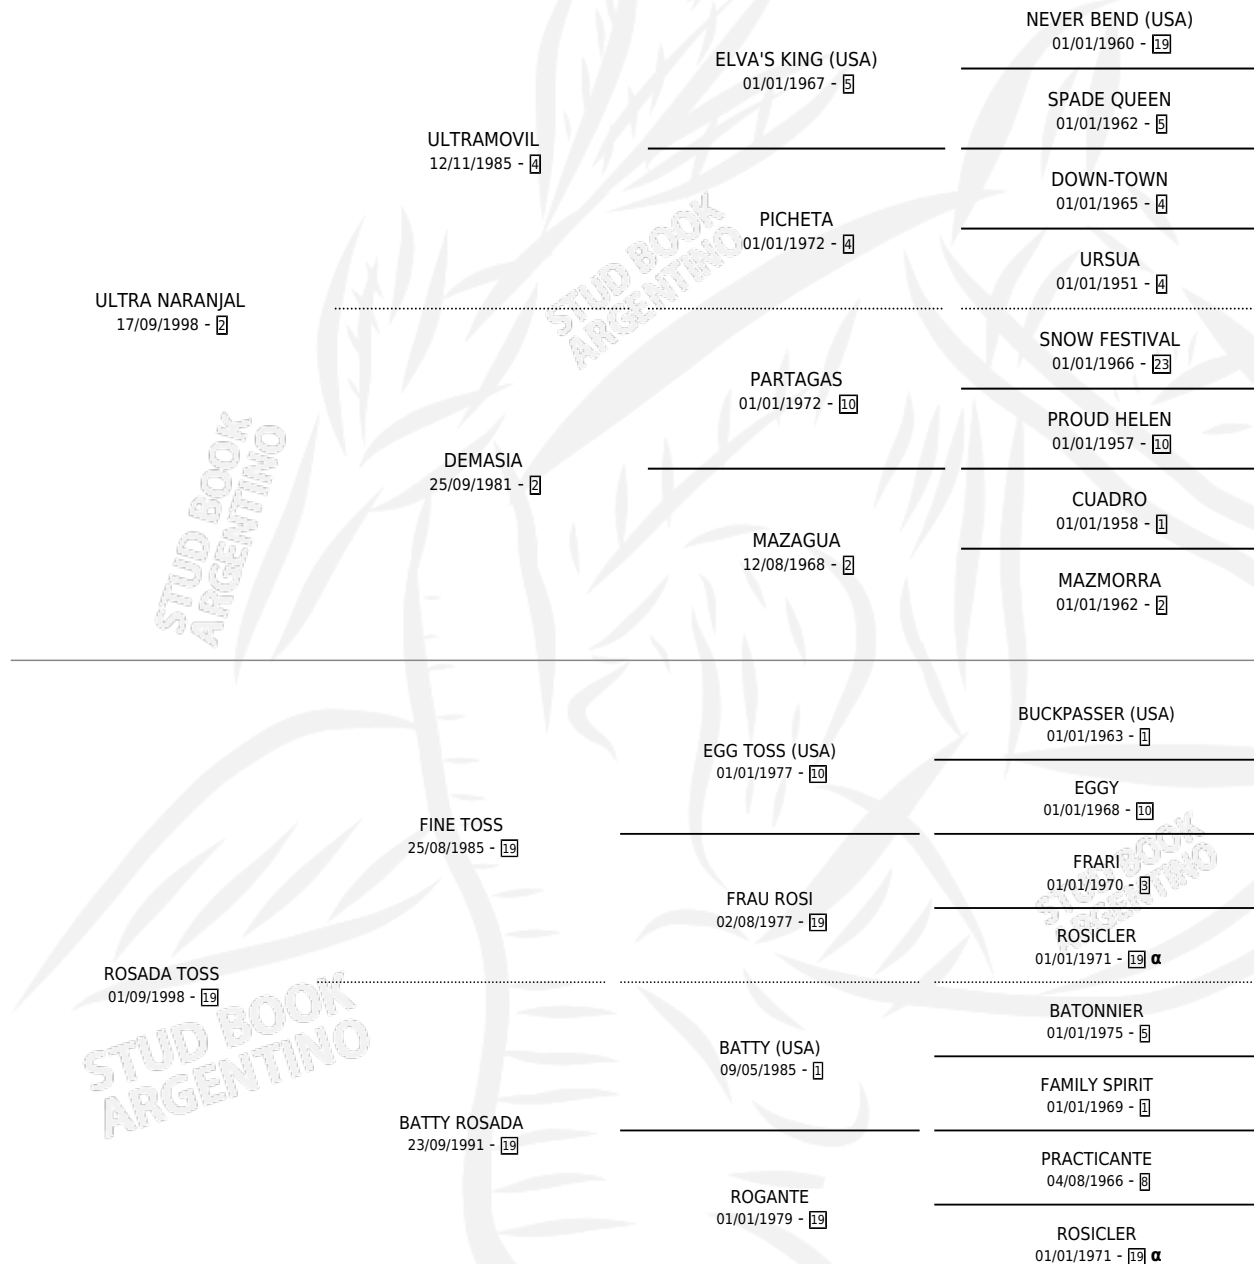 NEVER BEND (USA)
01/01/1960 - 19
ELVA'S KING (USA)
01/01/1967 - 5
SPADE QUEEN
01/01/1962 - 5
ULTRAMOVIL
12/11/1985 - 4
DOWN-TOWN
01/01/1965 - 4
PICHETA
01/01/1972 - 4
URSUA
01/01/1951 - 4
ULTRA NARANJAL
17/09/1998 - 2
SNOW FESTIVAL
01/01/1966 - 23
PARTAGAS
01/01/1972 - 10
PROUD HELEN
01/01/1957 - 10
DEMASIA
25/09/1981 - 2
CUADRO
01/01/1958 - 1
MAZAGUA
12/08/1968 - 2
MAZMORRA
01/01/1962 - 2
BUCKPASSER (USA)
01/01/1963 - 1
EGG TOSS (USA)
01/01/1977 - 10
EGGY
01/01/1968 - 10
FINE TOSS
25/08/1985 - 19
FRARI
01/01/1970 - 3
FRAU ROSI
02/08/1977 - 19
ROSICLER
01/01/1971 - 19 α
ROSADA TOSS
01/09/1998 - 19
BATONNIER
01/01/1975 - 5
BATTY (USA)
09/05/1985 - 1
FAMILY SPIRIT
01/01/1969 - 1
BATTY ROSADA
23/09/1991 - 19
PRACTICANTE
04/08/1966 - 8
ROGANTE
01/01/1979 - 19
ROSICLER
01/01/1971 - 19 α
STUD BOOK
ARGENTINO
STUD BOOK
ARGENTINO
STUD BOOK
ARGENTINO
STUD BOOK
ARGENTINO